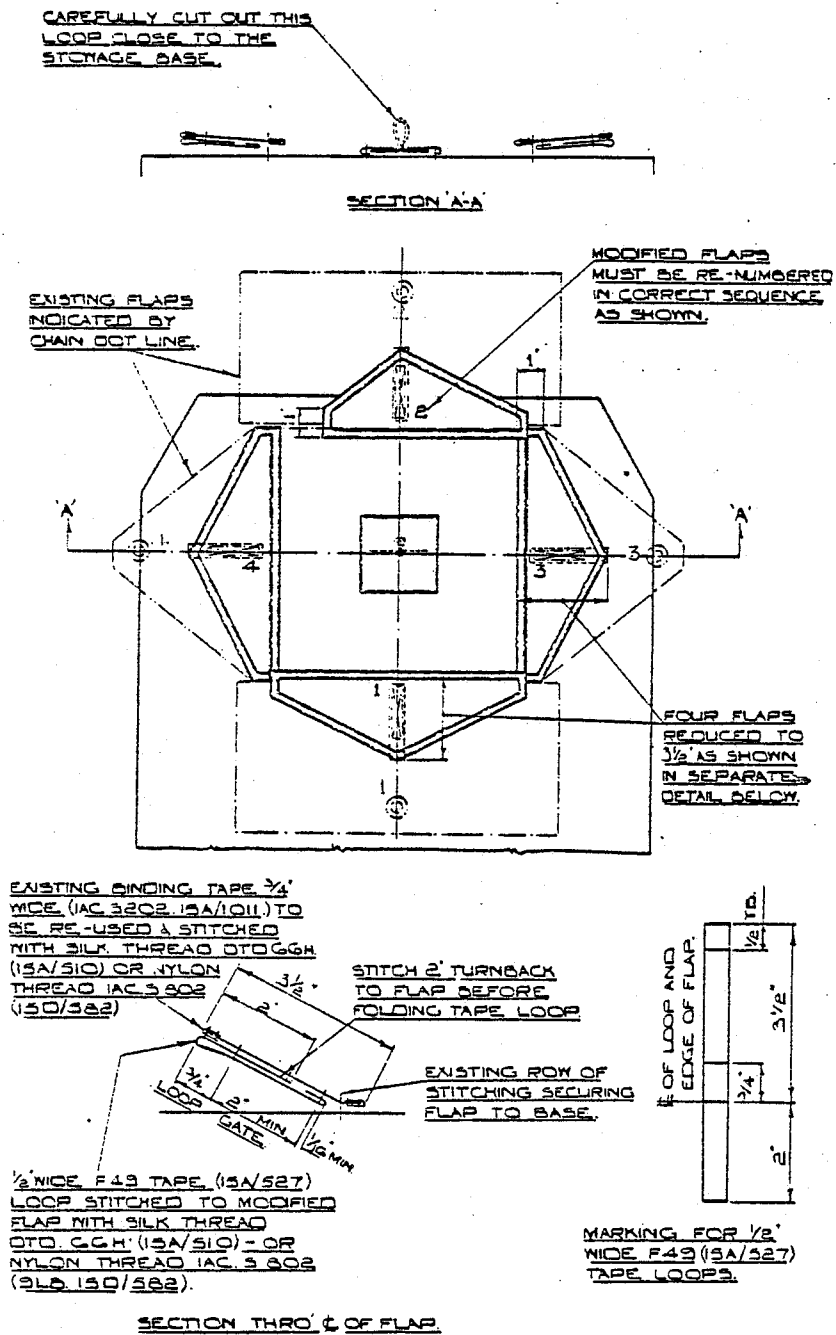 CAREFULLY CUT OUT THIS
LOOP CLOSE TO THE
STOWAGE BASE.
SECTION 'A'-A'
MODIFIED FLAPS
MUST BE RE-NUMBERED
IN CORRECT SEQUENCE
AS SHOWN.
EXISTING FLAPS
INDICATED BY
CHAIN DOT LINE.
1"
2
'A'
4
3
3
'A'
1
1
FOUR FLAPS
REDUCED TO
3½" AS SHOWN
IN SEPARATE
DETAIL BELOW.
EXISTING BINDING TAPE ¾"
WIDE (IAC 3202. 15A/1011.) TO
BE RE-USED & STITCHED
WITH SILK THREAD DTD GGH
(15A/510) OR NYLON
THREAD IAC. S 802
(15D/582)
3½"
2"
STITCH 2" TURNBACK
TO FLAP BEFORE
FOLDING TAPE LOOP
EXISTING ROW OF
STITCHING SECURING
FLAP TO BASE.
¾"
LOOP
2" MIN
GATE.
1/16" MIN.
½" WIDE F49 TAPE (15A/527)
LOOP STITCHED TO MODIFIED
FLAP WITH SILK THREAD
DTD. GGH. (15A/510) - OR
NYLON THREAD IAC. S 802
(9LB. 15D/582).
SECTION THRO' ℄ OF FLAP.
℄ OF LOOP AND
EDGE OF FLAP.
½" TD.
3½"
¾"
2"
MARKING FOR ½"
WIDE F49 (15A/527)
TAPE LOOPS.